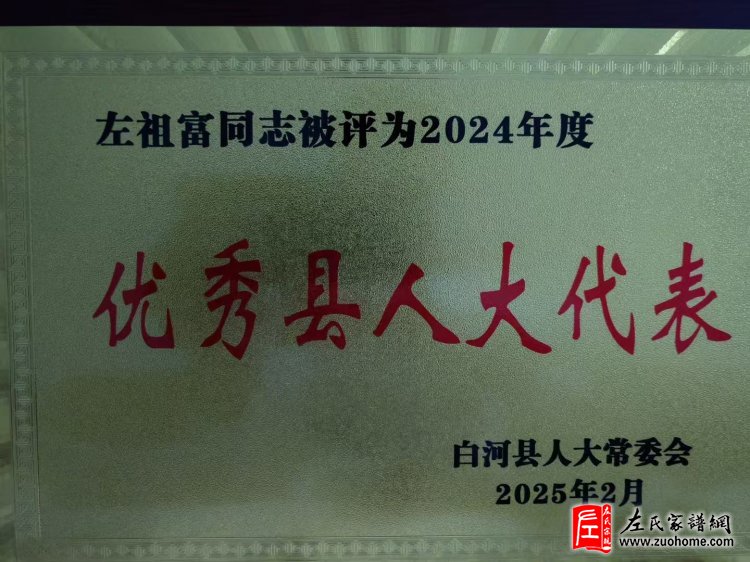 左祖富同志被评为2024年度
优秀县人大代表
白河县人大常委会
2025年2月
左氏家譜網
www.zuohome.com